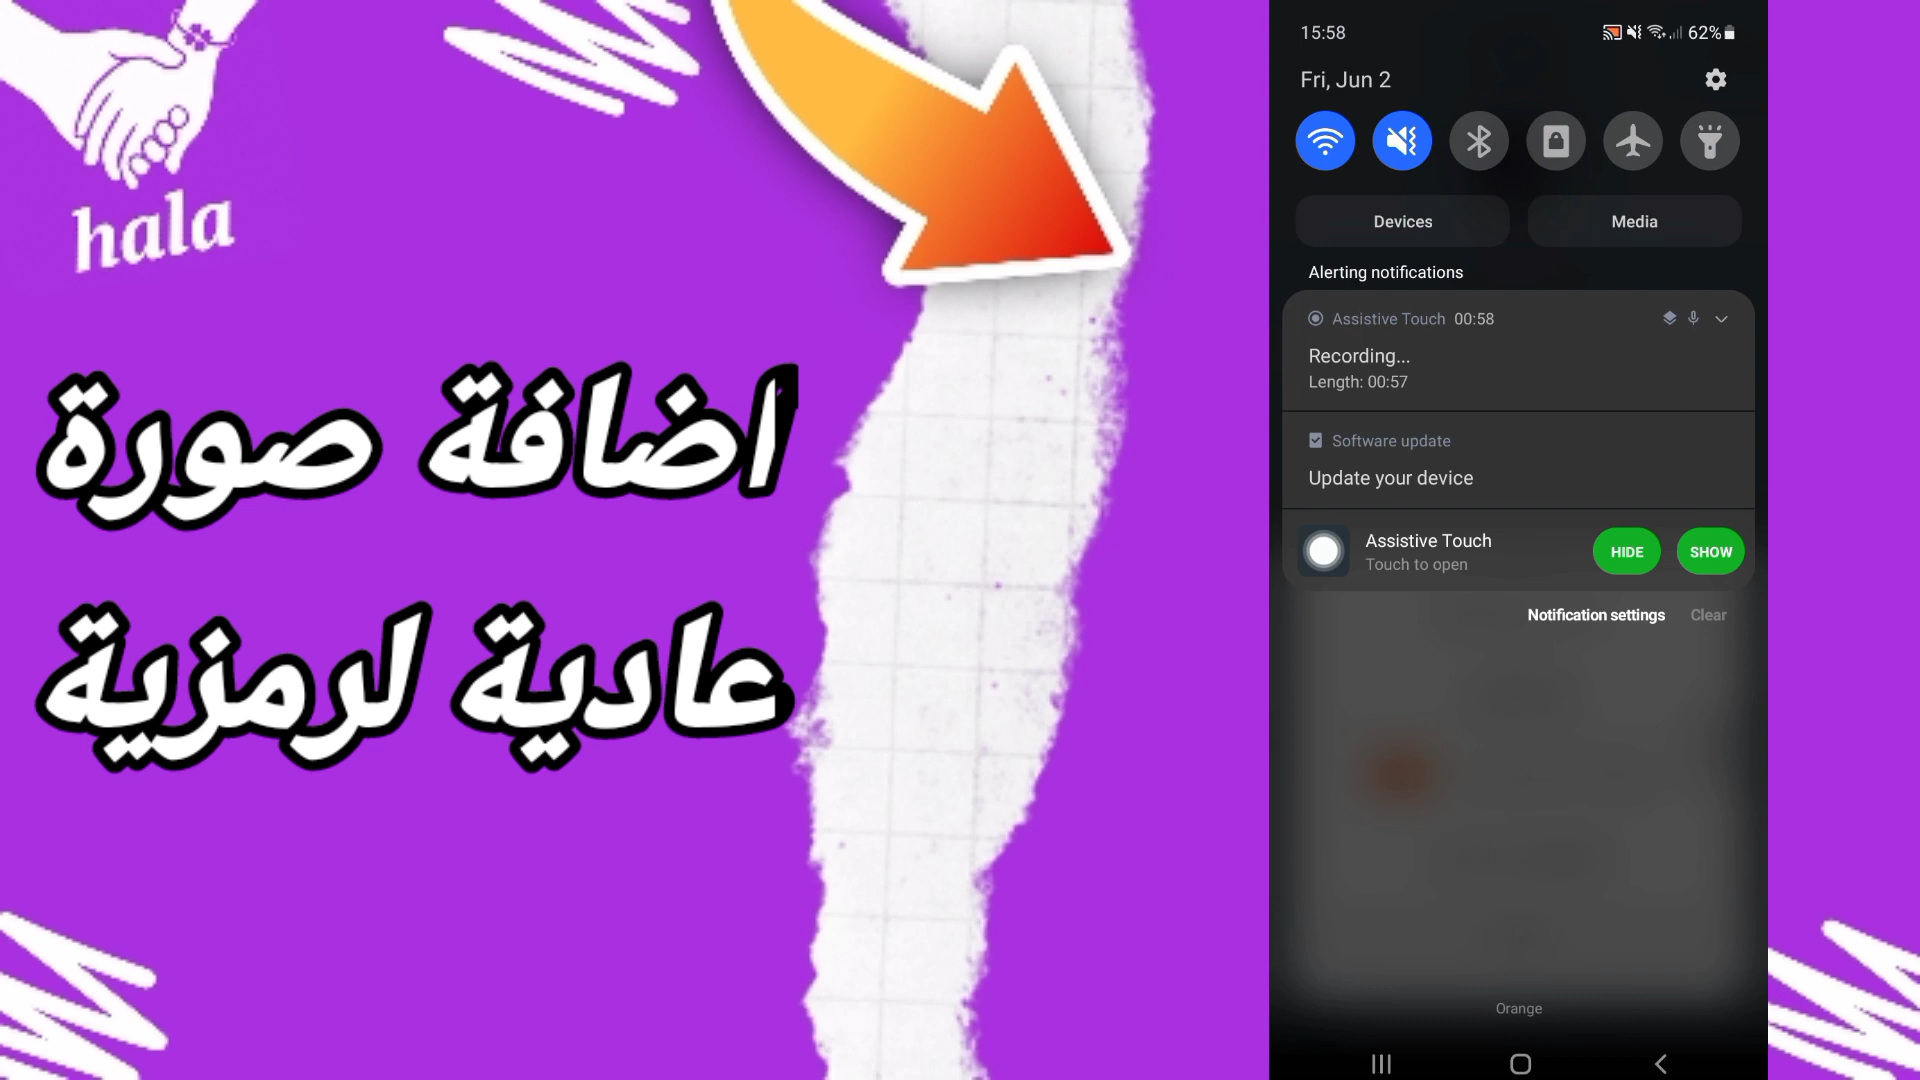 hala
اضافة صورة
عادية لرمزية
15:58
62%
Fri, Jun 2
Devices
Media
Alerting notifications
Assistive Touch 00:58
Recording...
Length: 00:57
Software update
Update your device
Assistive Touch
Touch to open
HIDE
SHOW
Notification settings
Clear
Orange